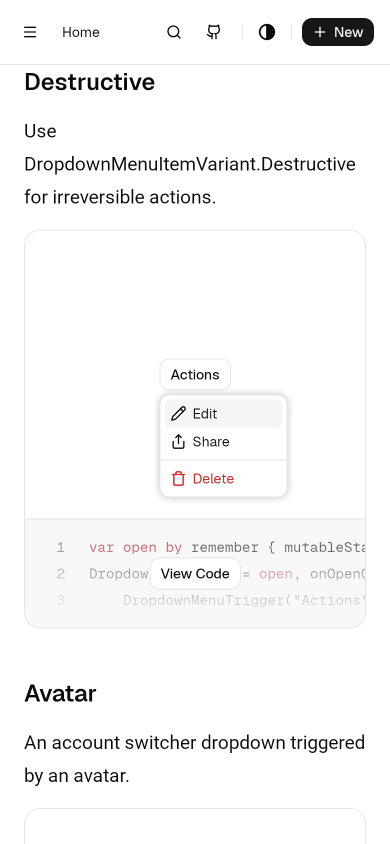 Home
New
Destructive
Use
DropdownMenuItemVariant.Destructive
for irreversible actions.
Actions
Edit
Share
Delete
1 var open by remember { mutableSta
2 Dropdow View Code = open, onOpenC
3 DropdownMenuTrigger("Actions"
Avatar
An account switcher dropdown triggered
by an avatar.